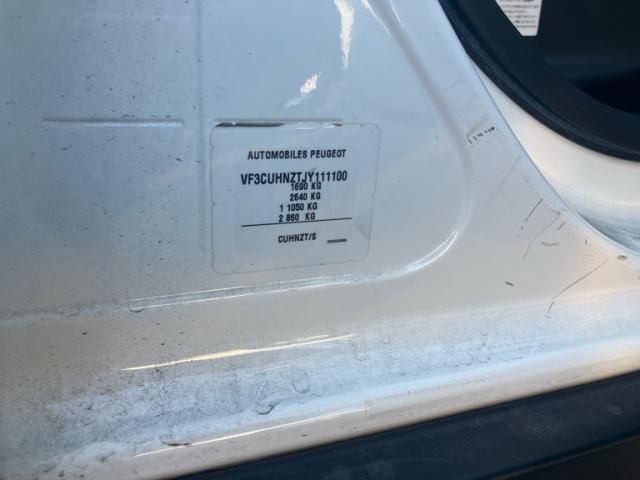 AUTOMOBILES PEUGEOT
VF3CUHNZTJY111100
1690 KG
2640 KG
1 1050 KG
2 860 KG
CUHNZT/S